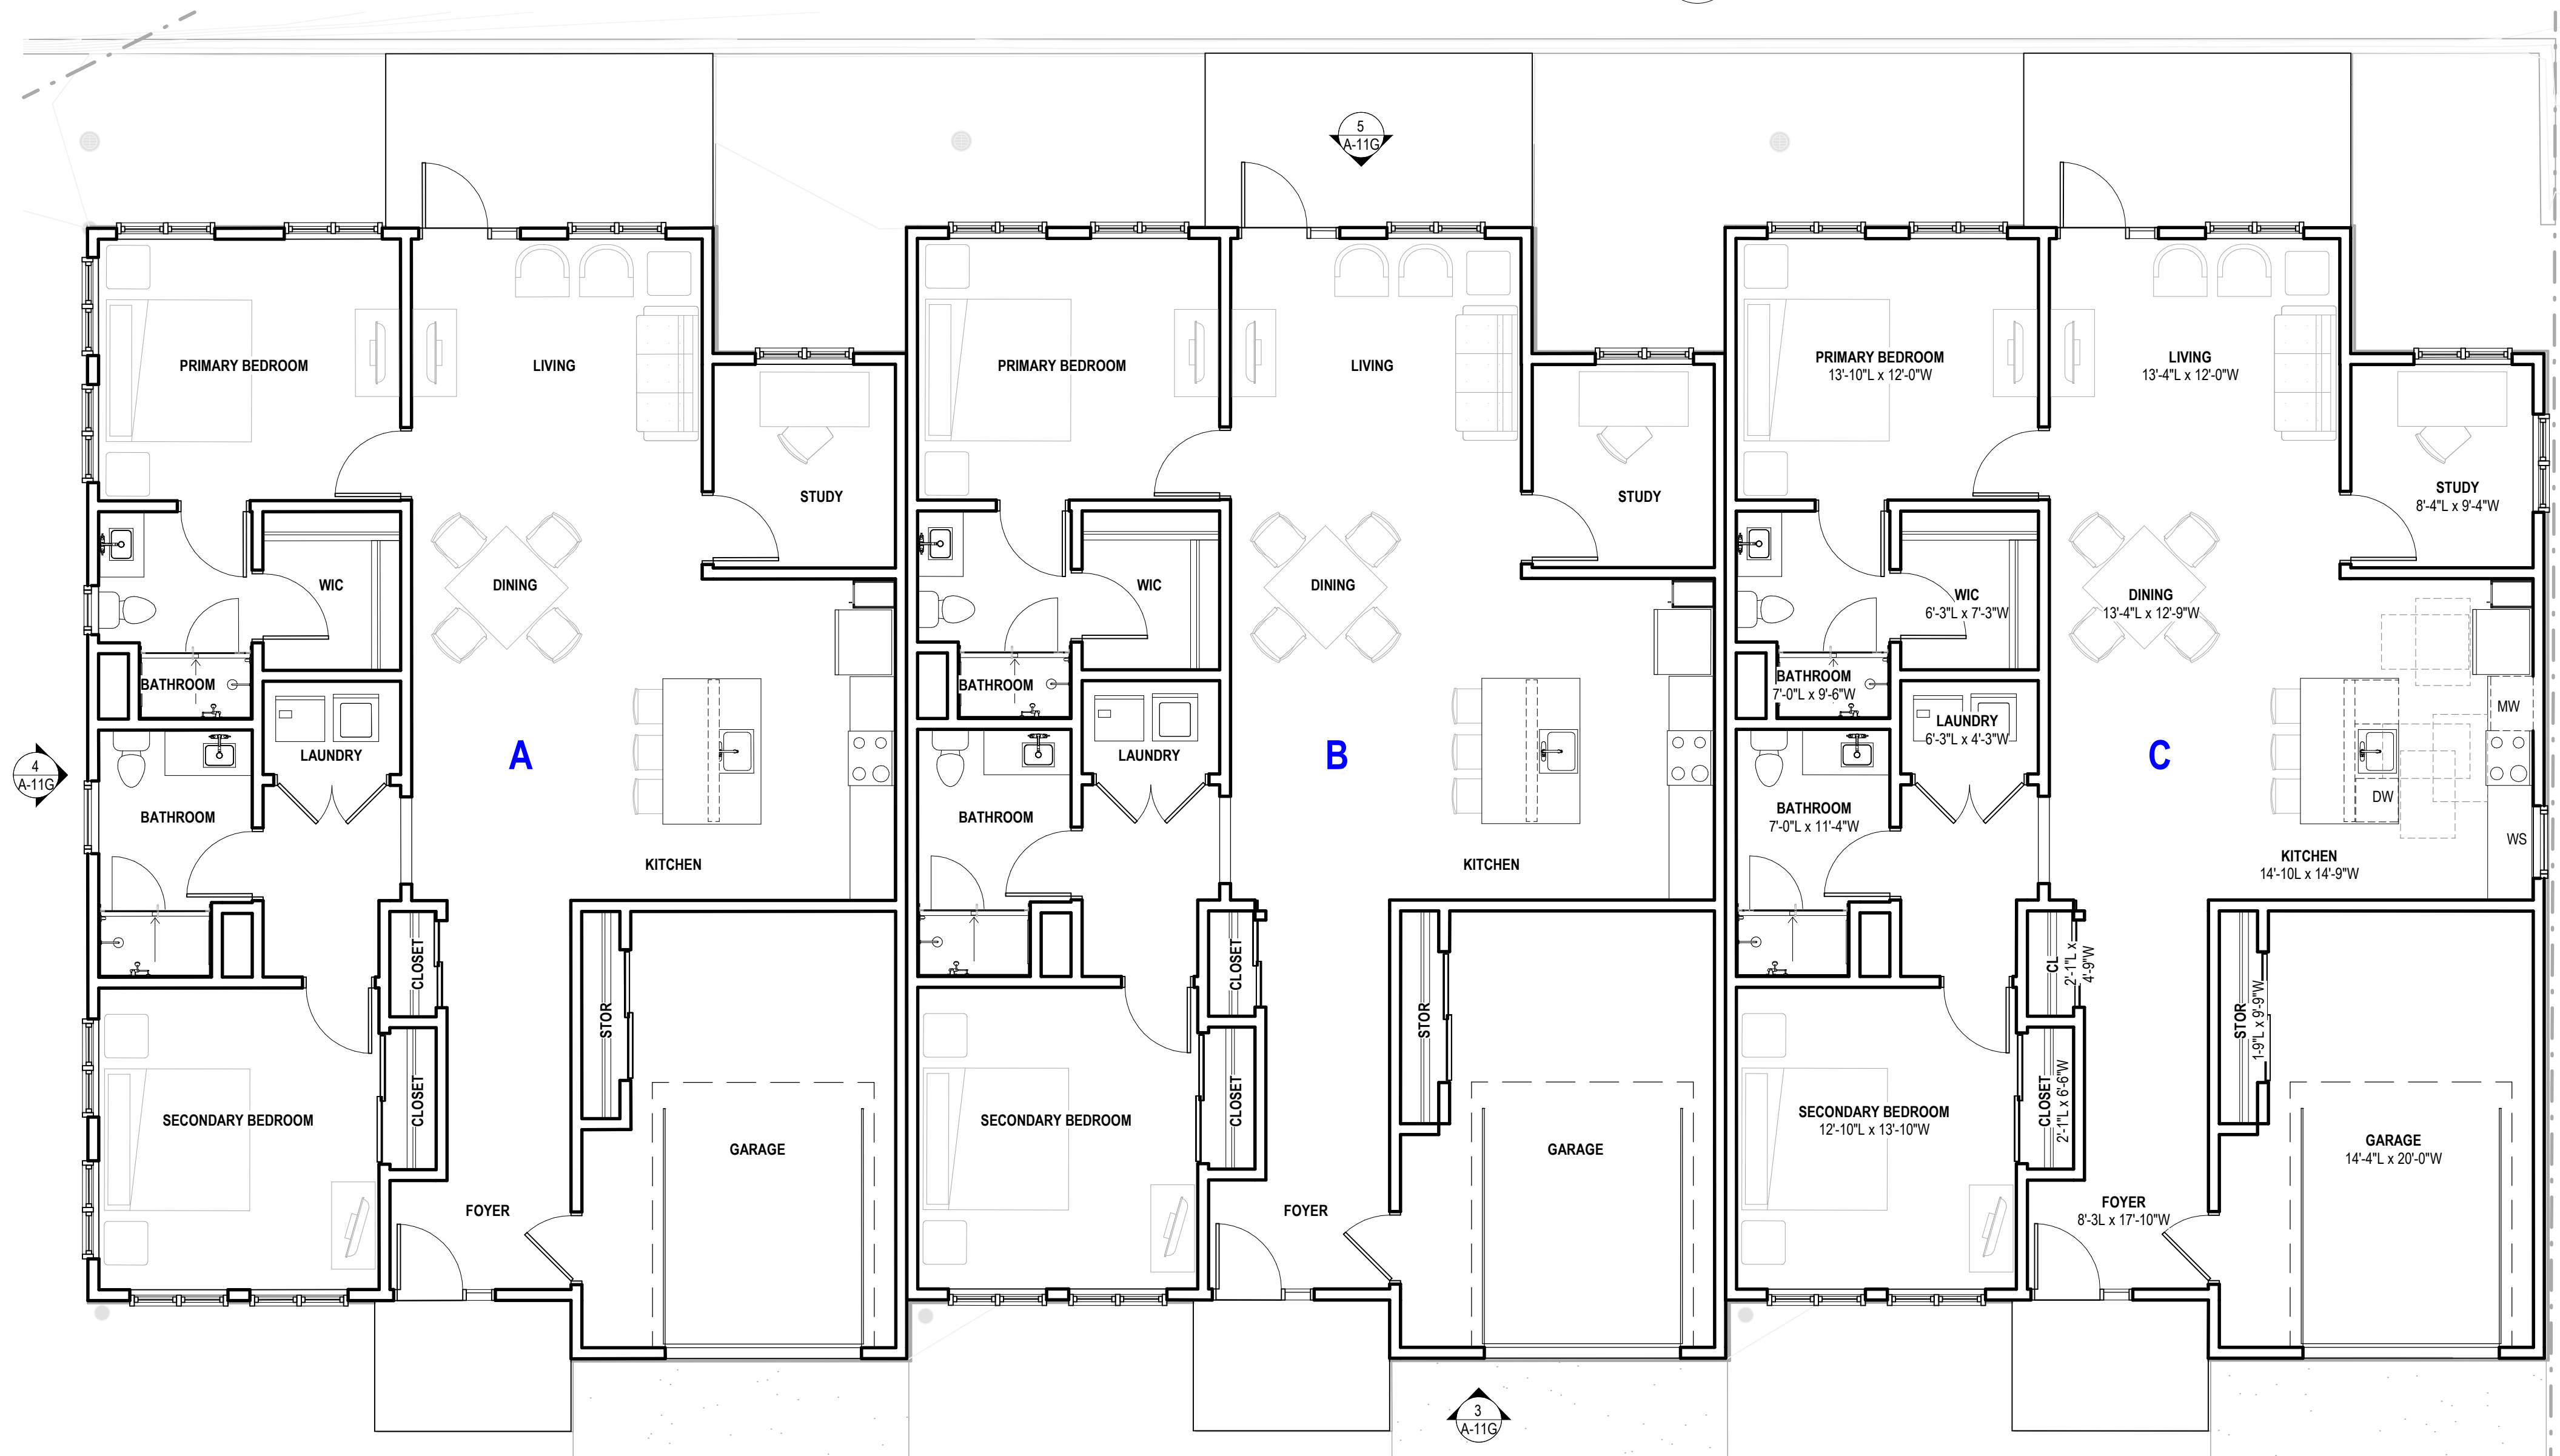 5
A-11G
PRIMARY BEDROOM
LIVING
STUDY
DINING
WIC
BATHROOM
LAUNDRY
A
BATHROOM
KITCHEN
CLOSET
STOR
CLOSET
SECONDARY BEDROOM
GARAGE
FOYER
4
A-11G
PRIMARY BEDROOM
LIVING
STUDY
DINING
WIC
BATHROOM
LAUNDRY
B
BATHROOM
KITCHEN
CLOSET
STOR
CLOSET
SECONDARY BEDROOM
GARAGE
FOYER
PRIMARY BEDROOM
13'-10"L x 12'-0"W
LIVING
13'-4"L x 12'-0"W
STUDY
8'-4"L x 9'-4"W
WIC
6'-3"L x 7'-3"W
DINING
13'-4"L x 12'-9"W
BATHROOM
7'-0"L x 9'-6"W
LAUNDRY
6'-3"L x 4'-3"W
C
MW
DW
WS
BATHROOM
7'-0"L x 11'-4"W
KITCHEN
14'-10L x 14'-9"W
CL
2'-1"L x
4'-9"W
STOR
1-9"L x 9'-9"W
CLOSET
2'-1"L x 6'-6"W
SECONDARY BEDROOM
12'-10"L x 13'-10"W
GARAGE
14'-4"L x 20'-0"W
FOYER
8'-3L x 17'-10"W
3
A-11G